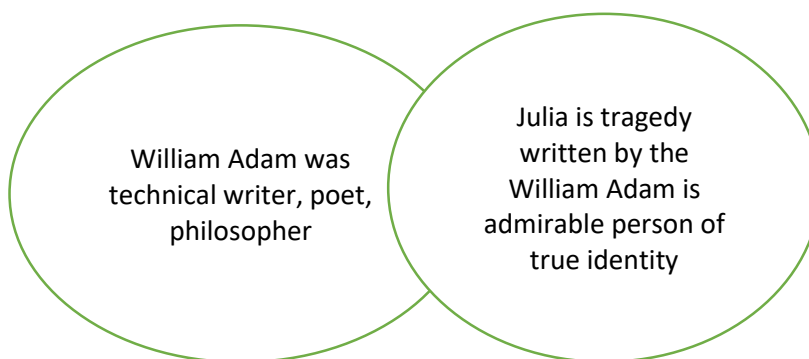 William Adam was
technical writer, poet,
philosopher
Julia is tragedy
written by the
William Adam is
admirable person of
true identity